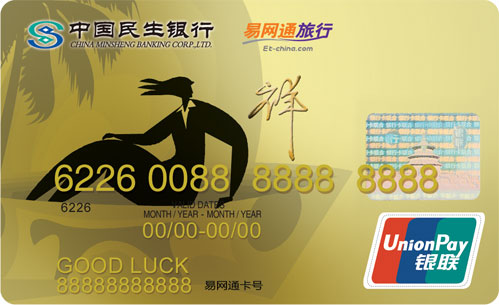 中国民生银行
CHINA MINSHENG BANKING CORP.,LTD.
易网通旅行
Et-china.com
祥
6226 0088 8888 8888
6226
VALID DATES
MONTH / YEAR - MONTH / YEAR
00/00-00/00
GOOD LUCK
88888888888 易网通卡号
UnionPay
银联